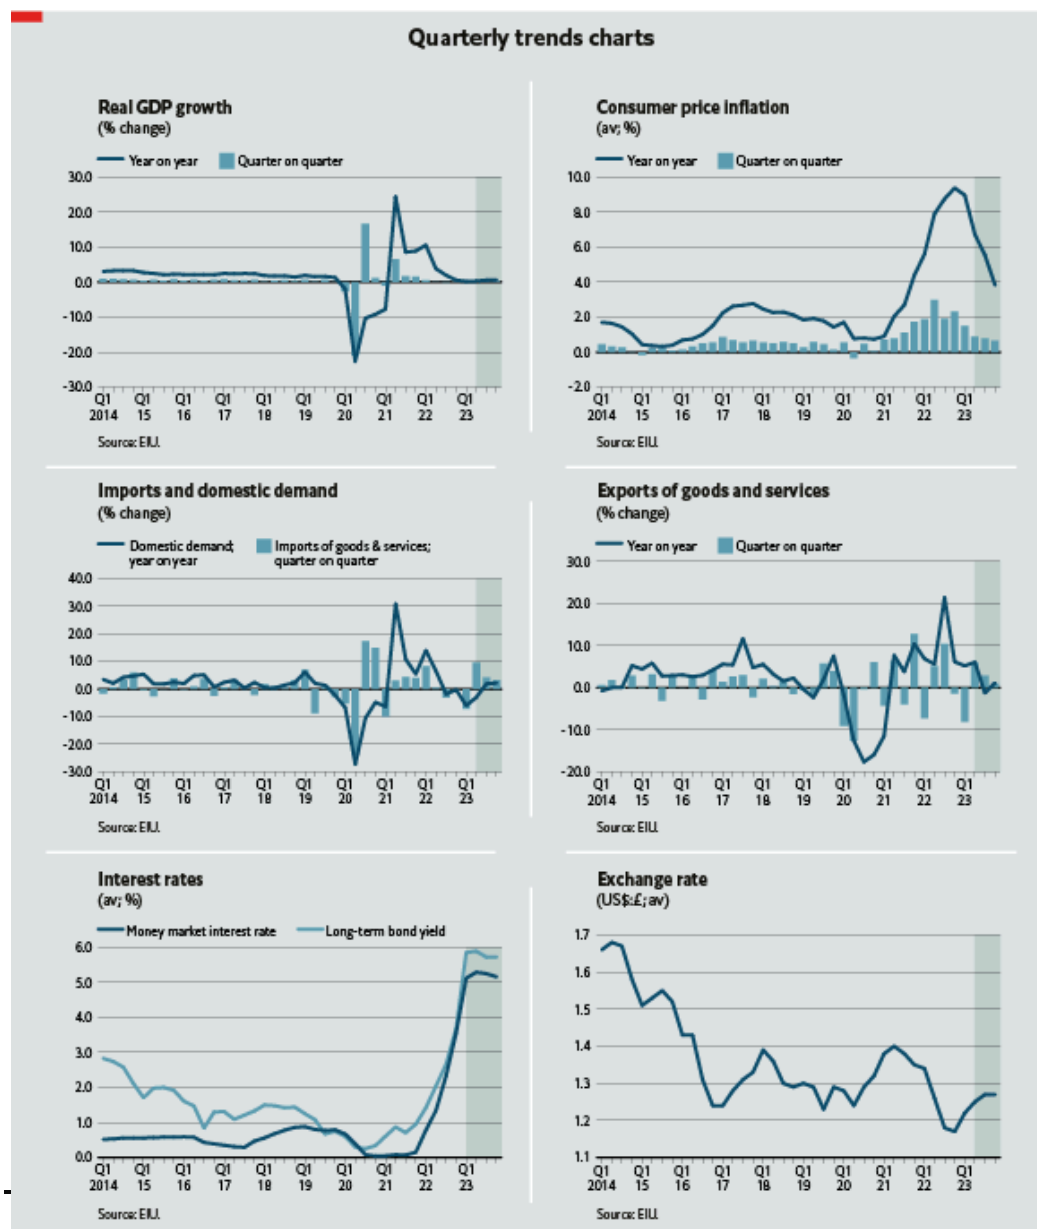 Quarterly trends charts
Real GDP growth
(% change)
Year on year
Quarter on quarter
30.0
20.0
10.0
0.0
-10.0
-20.0
-30.0
Q1 Q1 Q1 Q1 Q1 Q1 Q1 Q1 Q1 Q1
2014 15 16 17 18 19 20 21 22 23
Source: EIU.
Consumer price inflation
(av; %)
Year on year
Quarter on quarter
10.0
8.0
6.0
4.0
2.0
0.0
-2.0
Q1 Q1 Q1 Q1 Q1 Q1 Q1 Q1 Q1 Q1
2014 15 16 17 18 19 20 21 22 23
Source: EIU.
Imports and domestic demand
(% change)
Domestic demand;
year on year
Imports of goods & services;
quarter on quarter
40.0
30.0
20.0
10.0
0.0
-10.0
-20.0
-30.0
Q1 Q1 Q1 Q1 Q1 Q1 Q1 Q1 Q1 Q1
2014 15 16 17 18 19 20 21 22 23
Source: EIU.
Exports of goods and services
(% change)
Year on year
Quarter on quarter
30.0
20.0
10.0
0.0
-10.0
-20.0
Q1 Q1 Q1 Q1 Q1 Q1 Q1 Q1 Q1 Q1
2014 15 16 17 18 19 20 21 22 23
Source: EIU.
Interest rates
(av; %)
Money market interest rate
Long-term bond yield
6.0
5.0
4.0
3.0
2.0
1.0
0.0
Q1 Q1 Q1 Q1 Q1 Q1 Q1 Q1 Q1 Q1
2014 15 16 17 18 19 20 21 22 23
Source: EIU.
Exchange rate
(US$:£; av)
1.7
1.6
1.5
1.4
1.3
1.2
1.1
Q1 Q1 Q1 Q1 Q1 Q1 Q1 Q1 Q1 Q1
2014 15 16 17 18 19 20 21 22 23
Source: EIU.